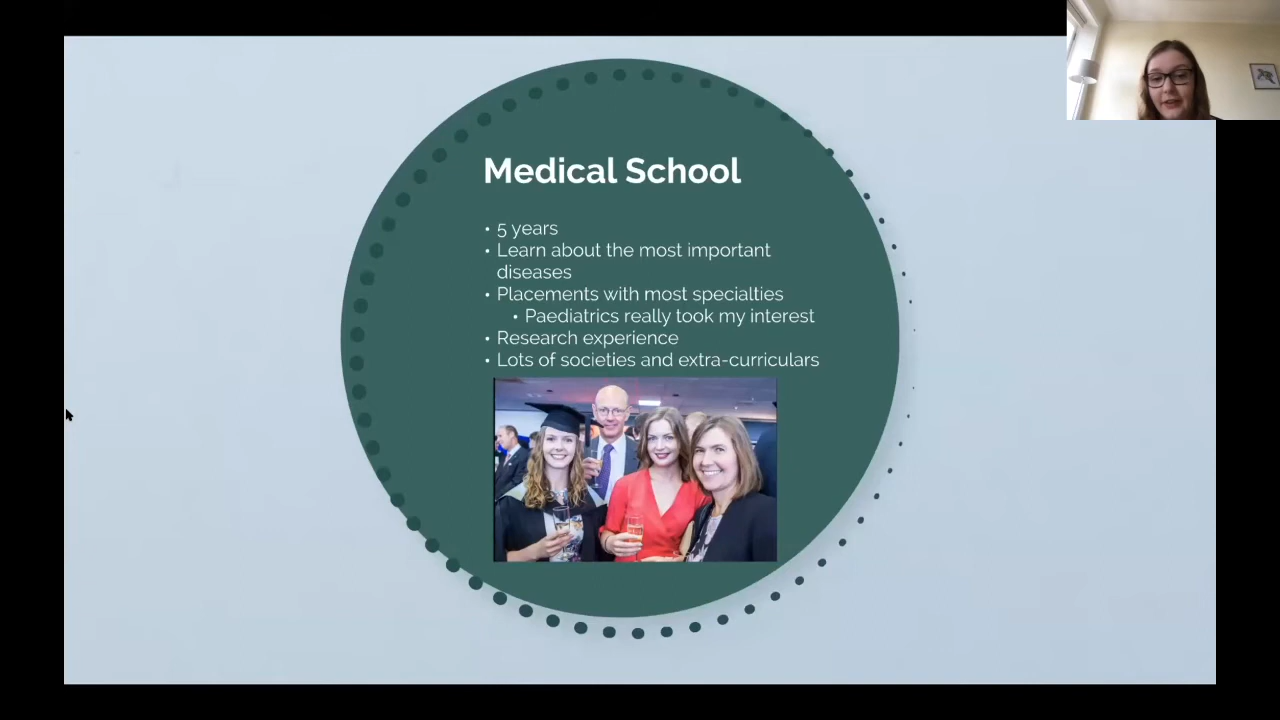 Medical School
• 5 years
• Learn about the most important
diseases
• Placements with most specialties
• Paediatrics really took my interest
• Research experience
• Lots of societies and extra-curriculars